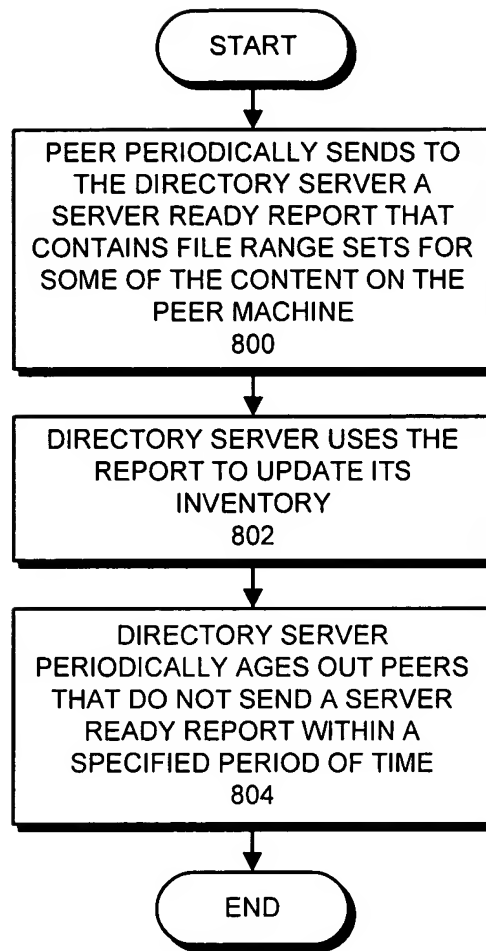 START
PEER PERIODICALLY SENDS TO
THE DIRECTORY SERVER A
SERVER READY REPORT THAT
CONTAINS FILE RANGE SETS FOR
SOME OF THE CONTENT ON THE
PEER MACHINE
800
DIRECTORY SERVER USES THE
REPORT TO UPDATE ITS
INVENTORY
802
DIRECTORY SERVER
PERIODICALLY AGES OUT PEERS
THAT DO NOT SEND A SERVER
READY REPORT WITHIN A
SPECIFIED PERIOD OF TIME
804
END